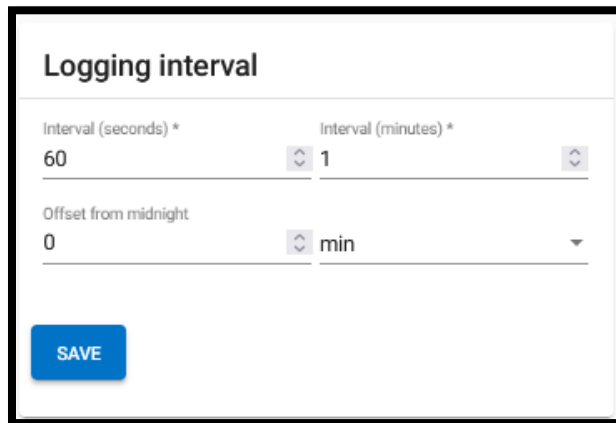 Logging interval
Interval (seconds) * Interval (minutes) *
60 1
Offset from midnight
0 min
SAVE